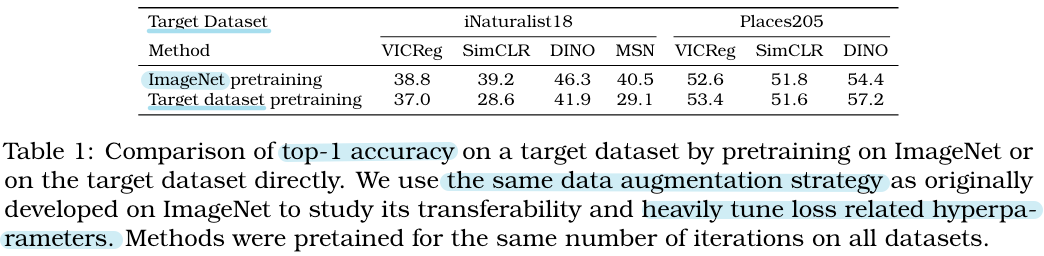 Target Dataset iNaturalist18 Places205
Method VICReg SimCLR DINO MSN VICReg SimCLR DINO
ImageNet pretraining 38.8 39.2 46.3 40.5 52.6 51.8 54.4
Target dataset pretraining 37.0 28.6 41.9 29.1 53.4 51.6 57.2
Table 1: Comparison of top-1 accuracy on a target dataset by pretraining on ImageNet or
on the target dataset directly. We use the same data augmentation strategy as originally
developed on ImageNet to study its transferability and heavily tune loss related hyperpa-
rameters. Methods were pretained for the same number of iterations on all datasets.